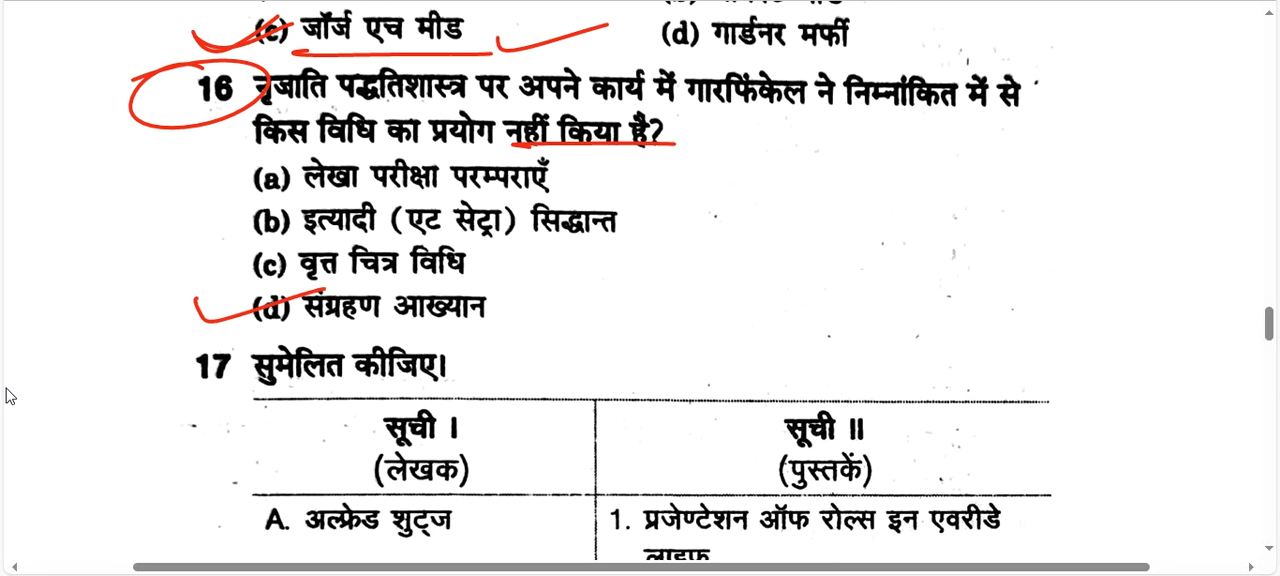 (c) जॉर्ज एच मीड
(d) गार्डनर मर्फी
16 नृजाति पद्धतिशास्त्र पर अपने कार्य में गारफिंकेल ने निम्नांकित में से
किस विधि का प्रयोग नहीं किया है?
(a) लेखा परीक्षा परम्पराएँ
(b) इत्यादी (एट सेट्रा) सिद्धान्त
(c) वृत्त चित्र विधि
(d) संग्रहण आख्यान
17 सुमेलित कीजिए।
सूची I
सूची II
(लेखक)
(पुस्तकें)
A. अल्फ्रेड शुट्ज
1. प्रजेण्टेशन ऑफ रोल्स इन एवरीडे
लाइफ